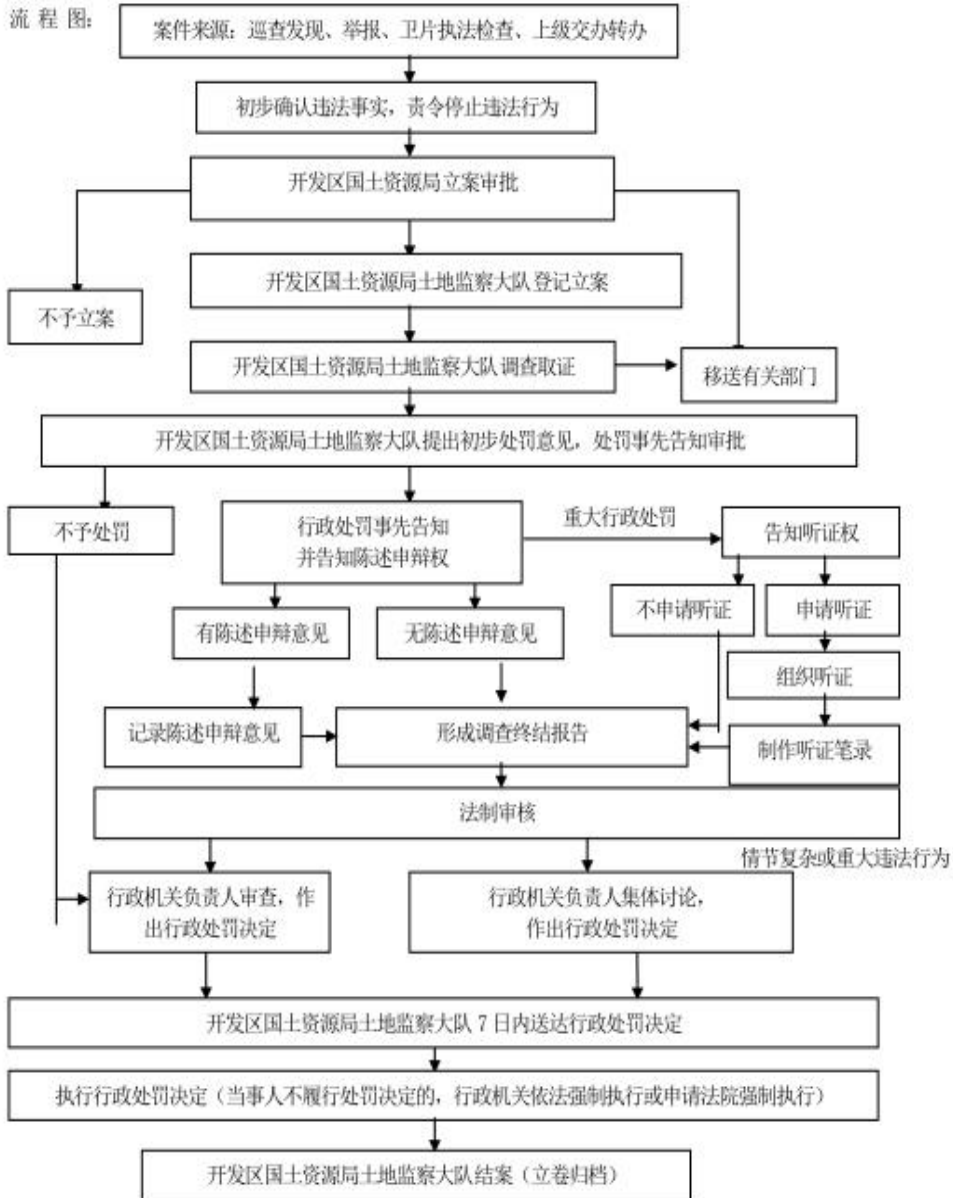 流 程 图:
案件来源：巡查发现、举报、卫片执法检查、上级交办转办
初步确认违法事实，责令停止违法行为
开发区国土资源局立案审批
开发区国土资源局土地监察大队登记立案
不予立案
开发区国土资源局土地监察大队调查取证
移送有关部门
开发区国土资源局土地监察大队提出初步处罚意见，处罚事先告知审批
不予处罚
行政处罚事先告知
并告知陈述申辩权
重大行政处罚
告知听证权
有陈述申辩意见
无陈述申辩意见
不申请听证
申请听证
组织听证
记录陈述申辩意见
形成调查终结报告
制作听证笔录
法制审核
情节复杂或重大违法行为
行政机关负责人审查，作
出行政处罚决定
行政机关负责人集体讨论，
作出行政处罚决定
开发区国土资源局土地监察大队 7 日内送达行政处罚决定
执行行政处罚决定（当事人不履行处罚决定的，行政机关依法强制执行或申请法院强制执行）
开发区国土资源局土地监察大队结案（立卷归档）